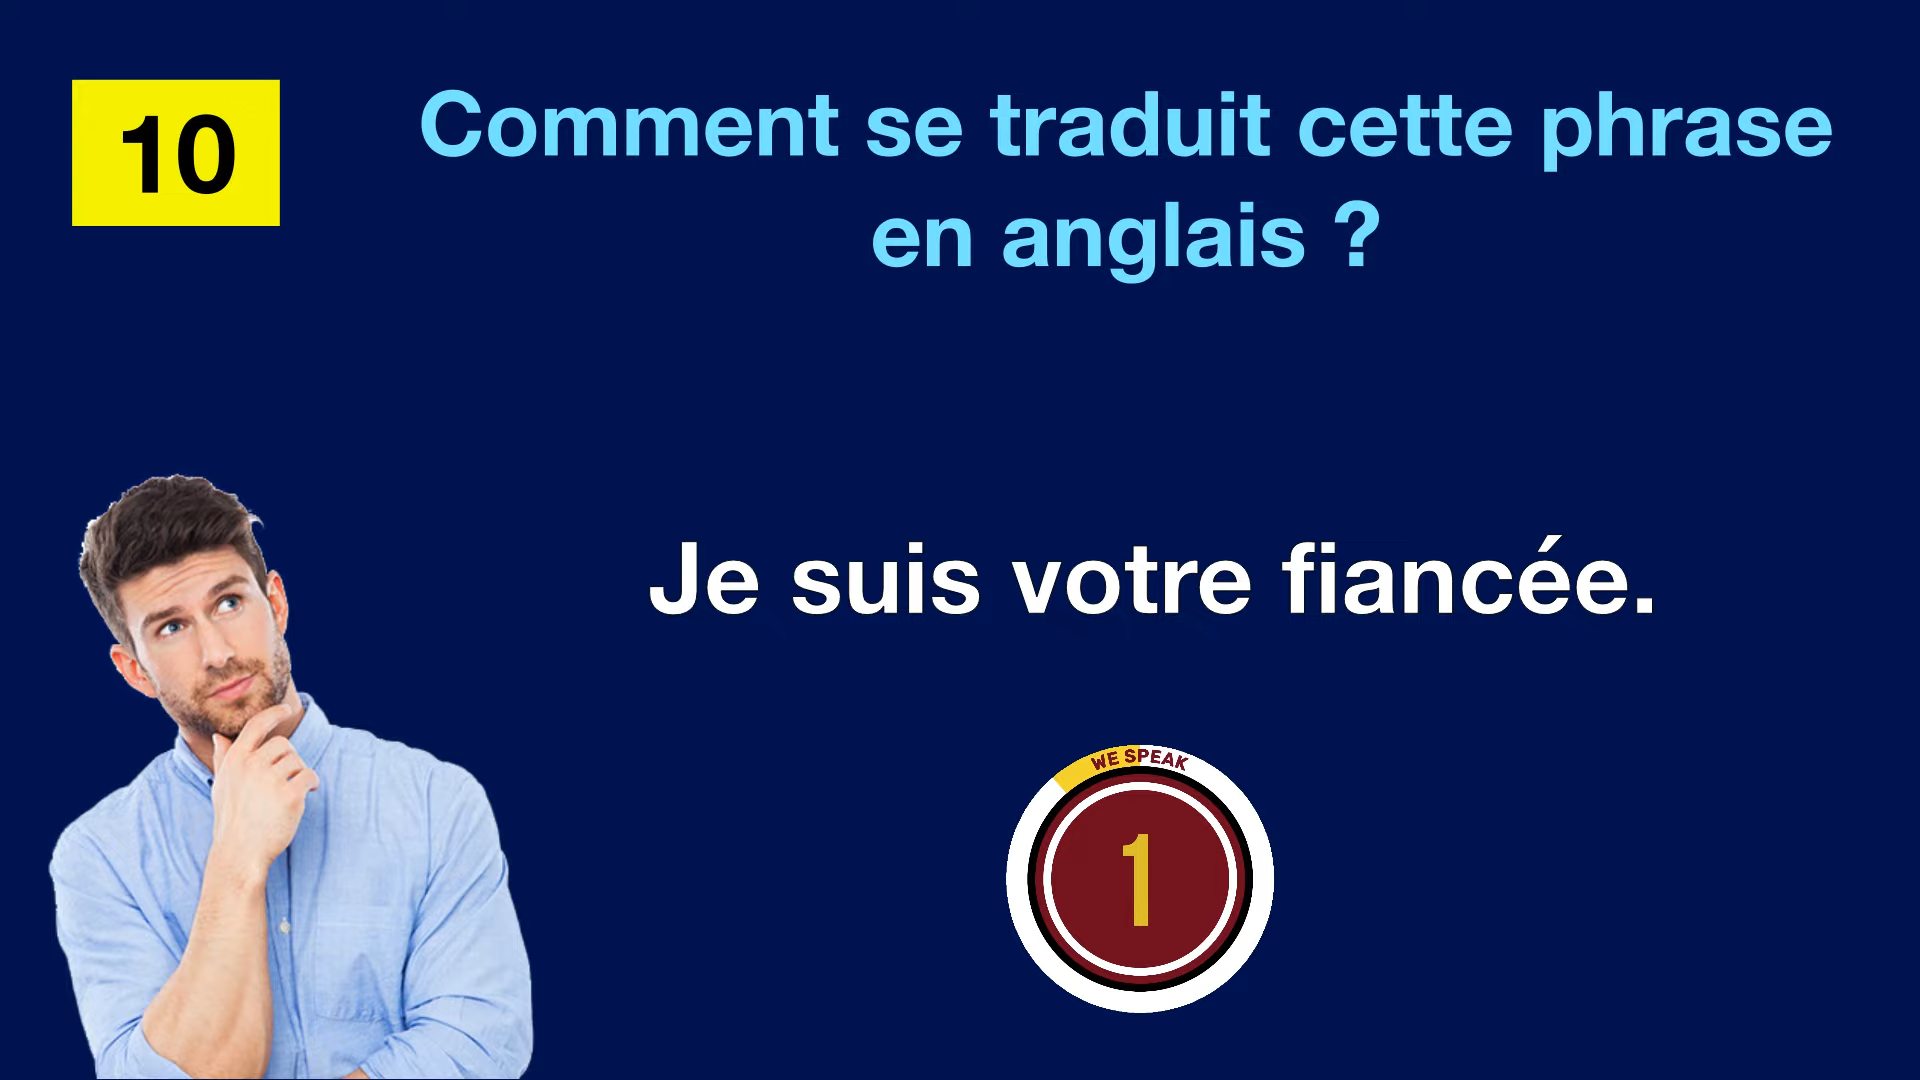 10
Comment se traduit cette phrase
en anglais ?
Je suis votre fiancée.
WE SPEAK
1